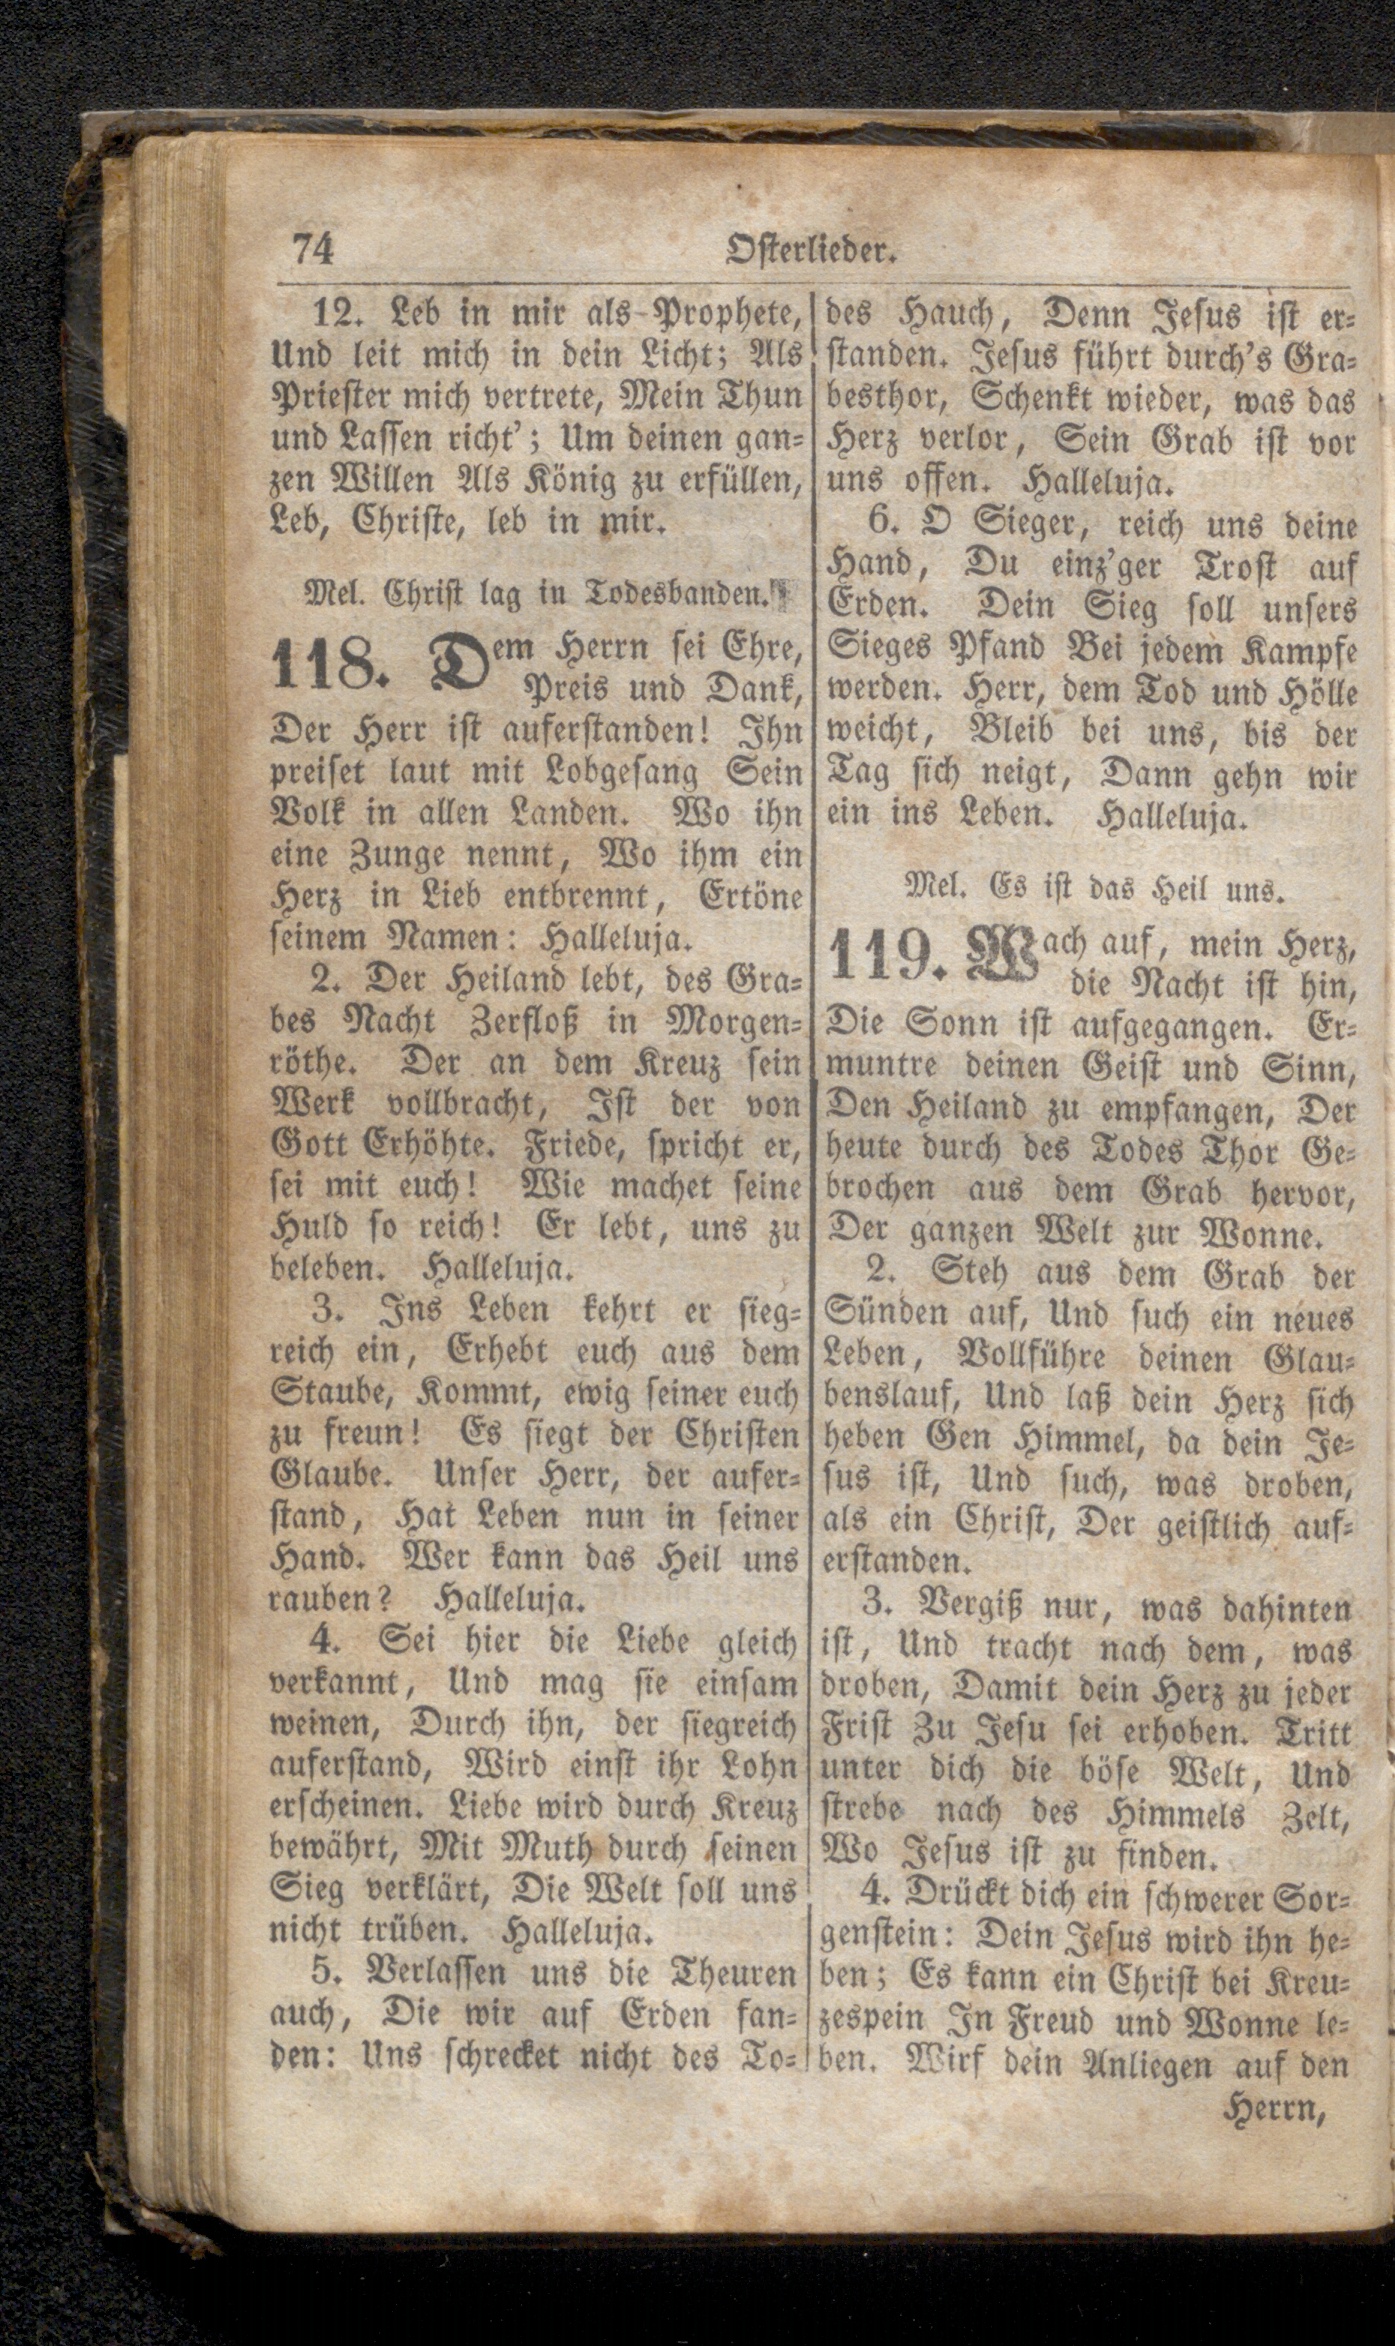 74
Osterlieder.
12. Leb in mir als Prophete,
Und leit mich in dein Licht; Als
Priester mich vertrete, Mein Thun
und Lassen richt'; Um deinen gan-
zen Willen Als König zu erfüllen,
Leb, Christe, leb in mir.
Mel. Christ lag in Todesbanden.
118. Dem Herrn sei Ehre,
Preis und Dank,
Der Herr ist auferstanden! Ihn
preiset laut mit Lobgesang Sein
Volk in allen Landen. Wo ihn
eine Zunge nennt, Wo ihm ein
Herz in Lieb entbrennt, Ertöne
seinem Namen: Halleluja.
2. Der Heiland lebt, des Gra-
bes Nacht Zerfloß in Morgen-
röthe. Der an dem Kreuz sein
Werk vollbracht, Ist der von
Gott Erhöhte. Friede, spricht er,
sei mit euch! Wie machet seine
Huld so reich! Er lebt, uns zu
beleben. Halleluja.
3. Ins Leben kehrt er sieg-
reich ein, Erhebt euch aus dem
Staube, Kommt, ewig seiner euch
zu freun! Es siegt der Christen
Glaube. Unser Herr, der aufer-
stand, Hat Leben nun in seiner
Hand. Wer kann das Heil uns
rauben? Halleluja.
4. Sei hier die Liebe gleich
verkannt, Und mag sie einsam
weinen, Durch ihn, der siegreich
auferstand, Wird einst ihr Lohn
erscheinen. Liebe wird durch Kreuz
bewährt, Mit Muth durch seinen
Sieg verklärt, Die Welt soll uns
nicht trüben. Halleluja.
5. Verlassen uns die Theuren
auch, Die wir auf Erden fan-
den: Uns schrecket nicht des To-
des Hauch, Denn Jesus ist er-
standen. Jesus führt durch's Gra-
besthor, Schenkt wieder, was das
Herz verlor, Sein Grab ist vor
uns offen. Halleluja.
6. O Sieger, reich uns deine
Hand, Du einz'ger Trost auf
Erden. Dein Sieg soll unsers
Sieges Pfand Bei jedem Kampfe
werden. Herr, dem Tod und Hölle
weicht, Bleib bei uns, bis der
Tag sich neigt, Dann gehn wir
ein ins Leben. Halleluja.
Mel. Es ist das Heil uns.
119. Wach auf, mein Herz,
die Nacht ist hin,
Die Sonn ist aufgegangen. Er-
muntre deinen Geist und Sinn,
Den Heiland zu empfangen, Der
heute durch des Todes Thor Ge-
brochen aus dem Grab hervor,
Der ganzen Welt zur Wonne.
2. Steh aus dem Grab der
Sünden auf, Und such ein neues
Leben, Vollführe deinen Glau-
benslauf, Und laß dein Herz sich
heben Gen Himmel, da dein Je-
sus ist, Und such, was droben,
als ein Christ, Der geistlich auf-
erstanden.
3. Vergiß nur, was dahinten
ist, Und tracht nach dem, was
droben, Damit dein Herz zu jeder
Frist Zu Jesu sei erhoben. Tritt
unter dich die böse Welt, Und
strebe nach des Himmels Zelt,
Wo Jesus ist zu finden.
4. Drückt dich ein schwerer Sor-
genstein: Dein Jesus wird ihn he-
ben; Es kann ein Christ bei Kreu-
zespein In Freud und Wonne le-
ben. Wirf dein Anliegen auf den
Herrn,